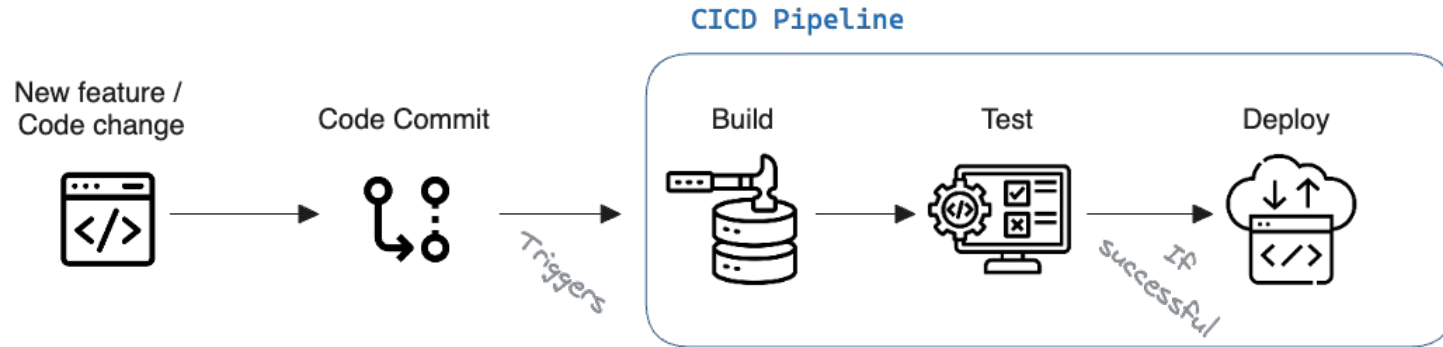 CICD Pipeline
New feature /
Code change
Code Commit
Build
Test
Deploy
</>
</>
</>
</>
Triggers
If
successful